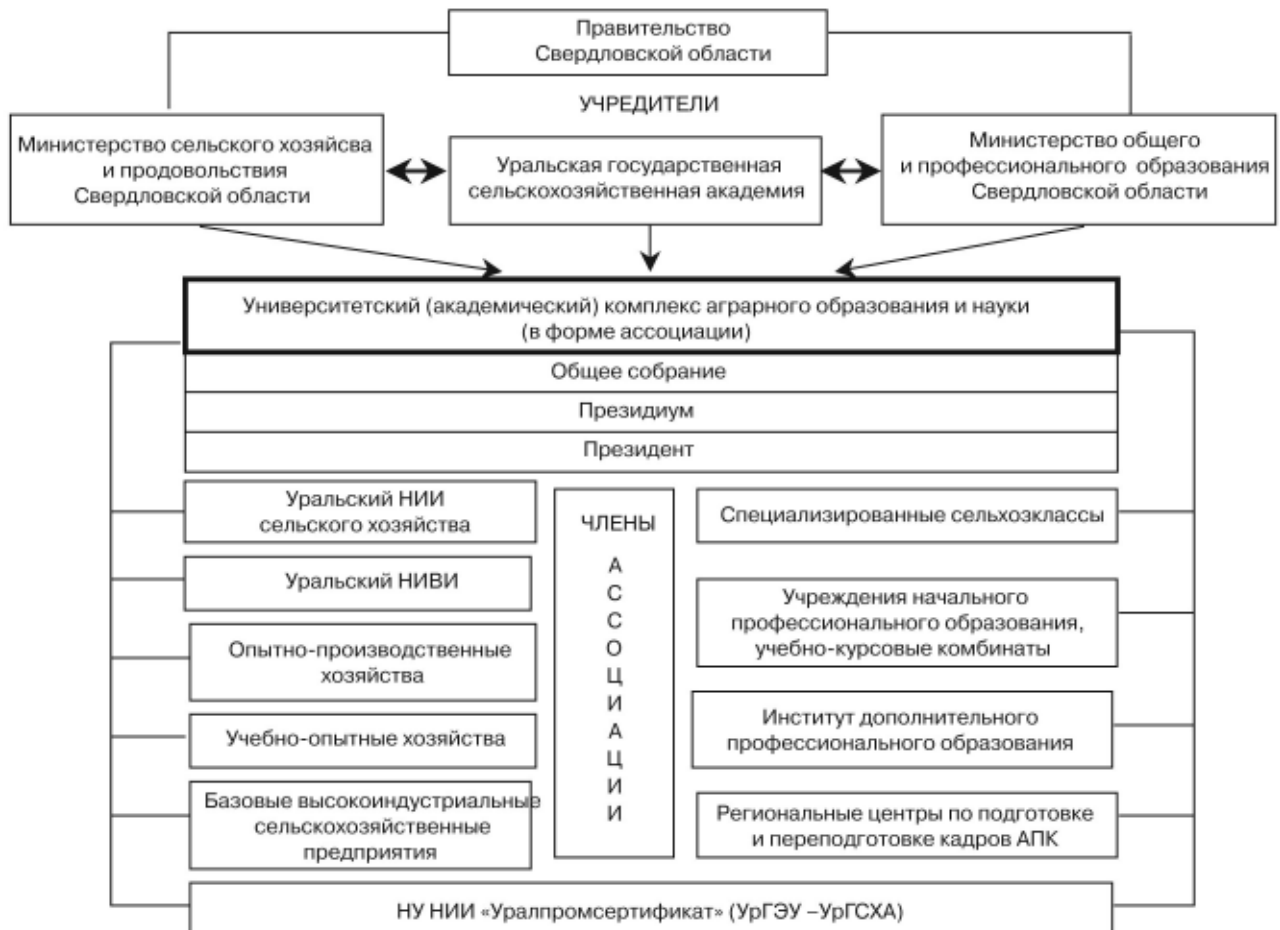 Правительство
Свердловской области
УЧРЕДИТЕЛИ
Министерство сельского хозяйсва
и продовольствия
Свердловской области
Уральская государственная
сельскохозяйственная академия
Министерство общего
и профессионального образования
Свердловской области
Университетский (академический) комплекс аграрного образования и науки
(в форме ассоциации)
Общее собрание
Президиум
Президент
Уральский НИИ
сельского хозяйства
Уральский НИВИ
Опытно-производственные
хозяйства
Учебно-опытные хозяйства
Базовые высокоиндустриальные
сельскохозяйственные
предприятия
ЧЛЕНЫ
А
С
С
О
Ц
И
А
Ц
И
И
Специализированные сельхозклассы
Учреждения начального
профессионального образования,
учебно-курсовые комбинаты
Институт дополнительного
профессионального образования
Региональные центры по подготовке
и переподготовке кадров АПК
НУ НИИ «Уралпромсертификат» (УрГЭУ –УрГСХА)